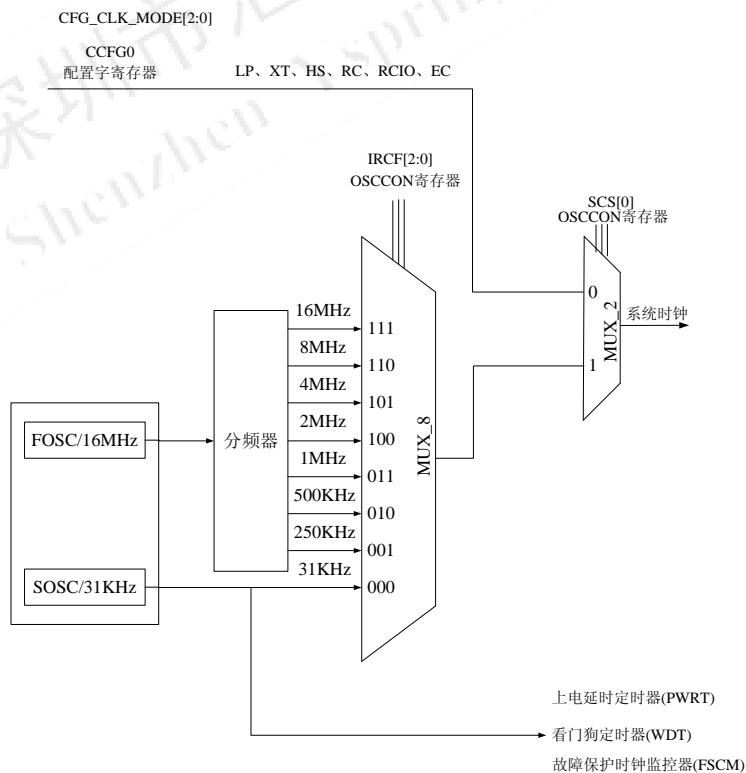 CFG_CLK_MODE[2:0]
CCFG0
配置字寄存器
LP、XT、HS、RC、RCIO、EC
IRCF[2:0]
OSCCON寄存器
SCS[0]
OSCCON寄存器
0
1
MUX_2
系统时钟
16MHz
111
8MHz
110
4MHz
101
2MHz
100
1MHz
011
500KHz
010
250KHz
001
31KHz
000
MUX_8
FOSC/16MHz
分频器
SOSC/31KHz
上电延时定时器(PWRT)
看门狗定时器(WDT)
故障保护时钟监控器(FSCM)
深圳市
Shenzhen Yspring